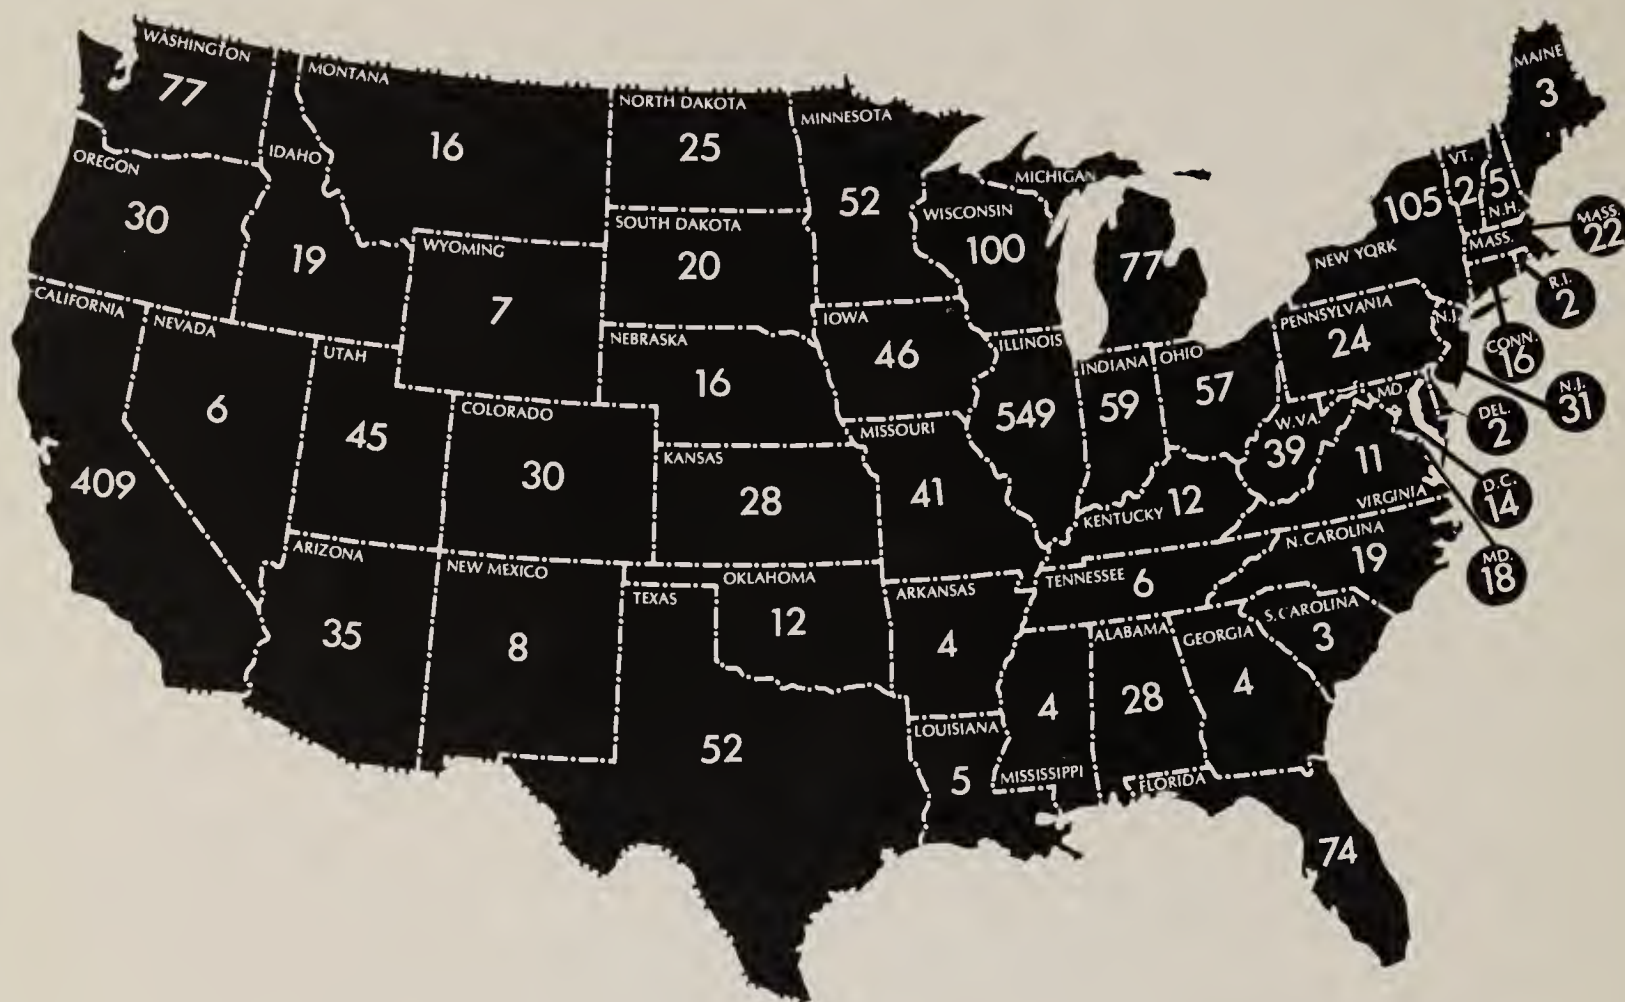 WASHINGTON
77
MONTANA
16
NORTH DAKOTA
25
MINNESOTA
52
MAINE
3
OREGON
30
IDAHO
19
WYOMING
7
SOUTH DAKOTA
20
WISCONSIN
100
MICHIGAN
77
NEW YORK
105
VT.
2
5
N.H.
MASS.
MASS.
22
R.I.
2
CONN.
16
N.J.
N.J.
31
CALIFORNIA
409
NEVADA
6
UTAH
45
COLORADO
30
NEBRASKA
16
IOWA
46
ILLINOIS
549
INDIANA
59
OHIO
57
PENNSYLVANIA
24
MD.
DEL.
2
W.VA.
39
11
VIRGINIA
D.C.
14
MD.
18
KANSAS
28
MISSOURI
41
KENTUCKY 12
ARIZONA
35
NEW MEXICO
8
TEXAS
52
OKLAHOMA
12
ARKANSAS
4
TENNESSEE 6
N. CAROLINA
19
S. CAROLINA
3
LOUISIANA
5
MISSISSIPPI
4
ALABAMA
28
GEORGIA
4
FLORIDA
74